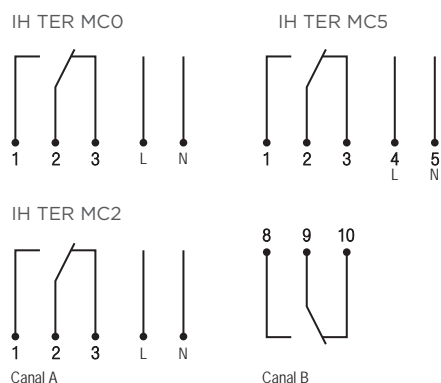 IH TER MC0
IH TER MC5
1 2 3 L N
1 2 3 4 5
L N
IH TER MC2
8 9 10
1 2 3 L N
Canal A
Canal B